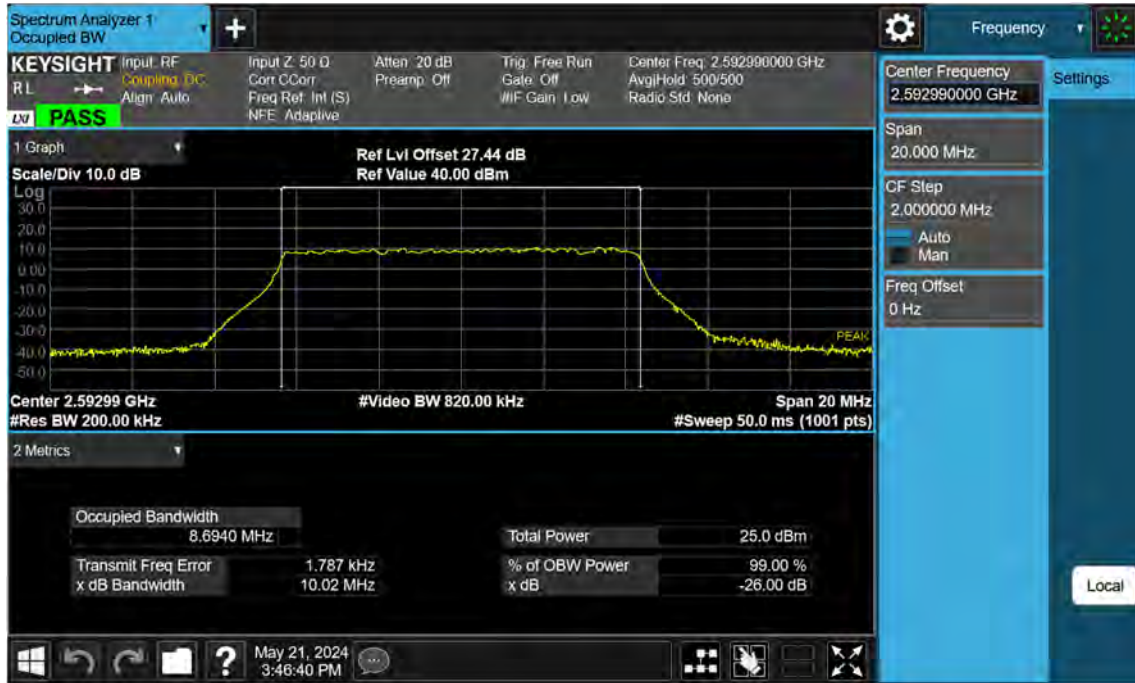 Spectrum Analyzer 1
Occupied BW
Frequency
KEYSIGHT
Input: RF
Coupling: DC
Align: Auto
Input Z: 50 Ω
Corr CCorr
Freq Ref: Int (S)
NFE: Adaptive
Atten: 20 dB
Preamp: Off
Trig: Free Run
Gate: Off
#IF Gain: Low
Center Freq: 2.592990000 GHz
Avg|Hold: 500/500
Radio Std: None
R L
LXI
PASS
Center Frequency
2.592990000 GHz
Settings
Span
20.000 MHz
CF Step
2.000000 MHz
Auto
Man
Freq Offset
0 Hz
1 Graph
Scale/Div 10.0 dB
Ref Lvl Offset 27.44 dB
Ref Value 40.00 dBm
Log
30.0
20.0
10.0
0.00
-10.0
-20.0
-30.0
-40.0
-50.0
PEAK
Center 2.59299 GHz
#Video BW 820.00 kHz
Span 20 MHz
#Res BW 200.00 kHz
#Sweep 50.0 ms (1001 pts)
2 Metrics
Occupied Bandwidth
8.6940 MHz
Total Power
25.0 dBm
Transmit Freq Error
1.787 kHz
% of OBW Power
99.00 %
x dB Bandwidth
10.02 MHz
x dB
-26.00 dB
Local
?
May 21, 2024
3:46:40 PM